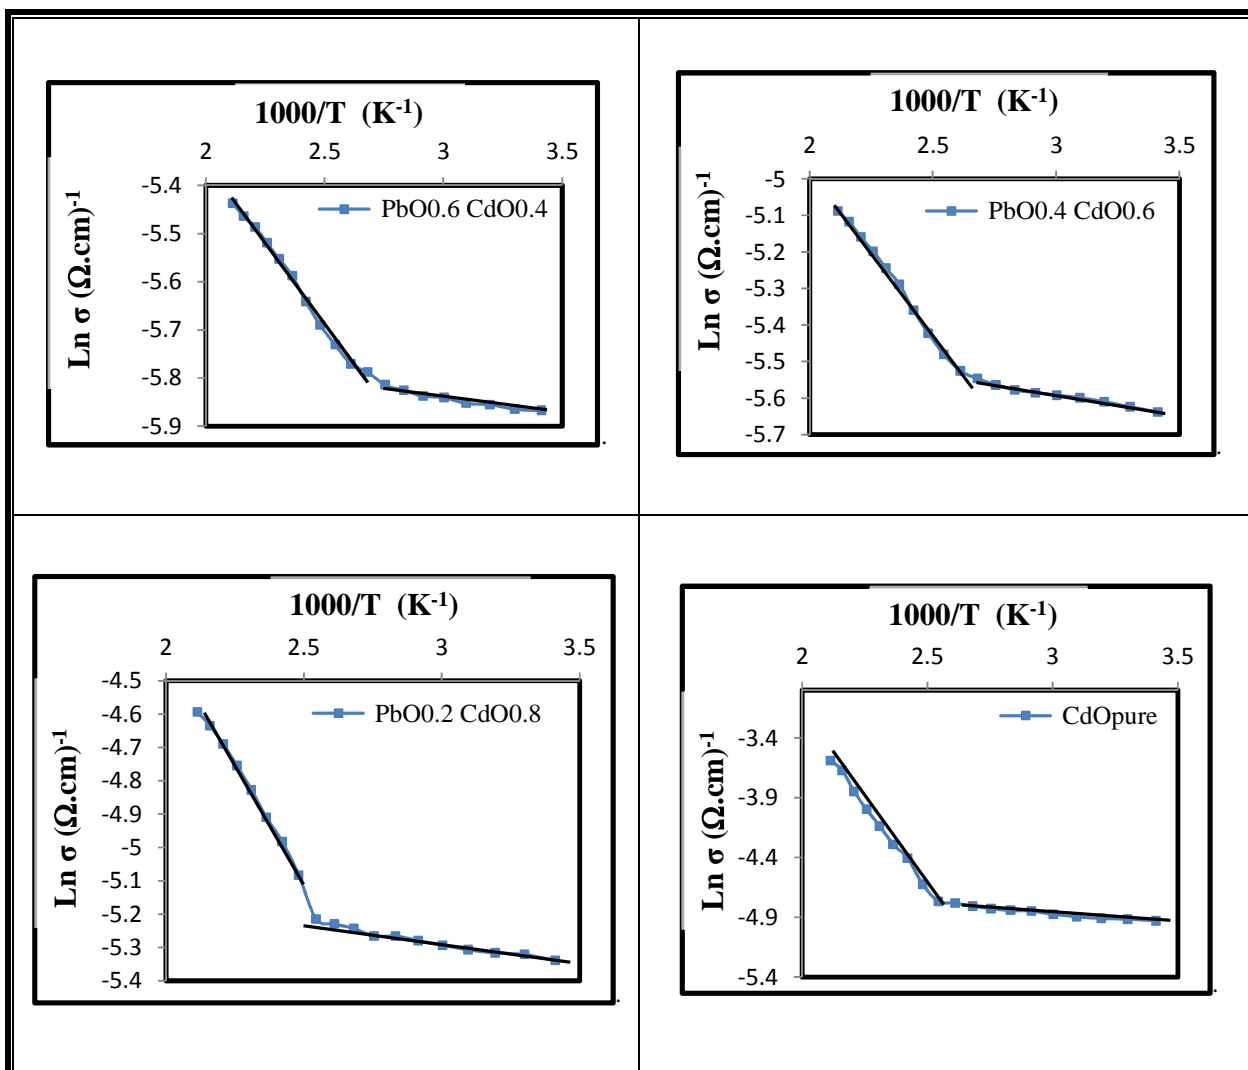 1000/T (K-1)
2 2.5 3 3.5
-5.4
-5.5
-5.6
-5.7
-5.8
-5.9
Ln σ (Ω.cm)-1
PbO0.6 CdO0.4
.
1000/T (K-1)
2 2.5 3 3.5
-5
-5.1
-5.2
-5.3
-5.4
-5.5
-5.6
-5.7
Ln σ (Ω.cm)-1
PbO0.4 CdO0.6
.
1000/T (K-1)
2 2.5 3 3.5
-4.5
-4.6
-4.7
-4.8
-4.9
-5
-5.1
-5.2
-5.3
-5.4
Ln σ (Ω.cm)-1
PbO0.2 CdO0.8
.
1000/T (K-1)
2 2.5 3 3.5
-3.4
-3.9
-4.4
-4.9
-5.4
Ln σ (Ω.cm)-1
CdOpure
.